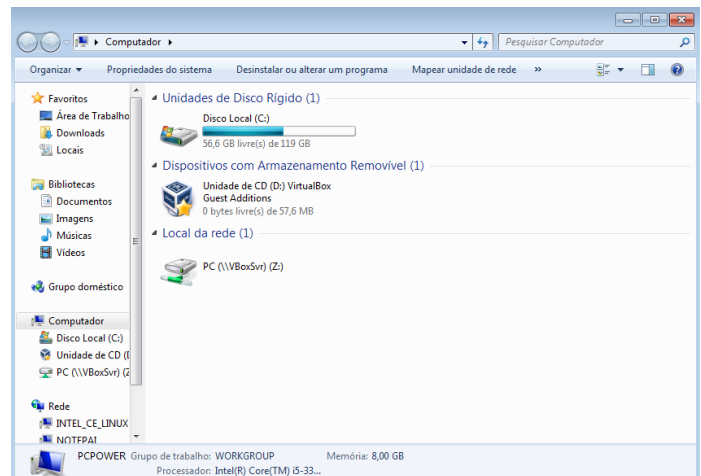 Computador
Pesquisar Computador
Organizar
Propriedades do sistema
Desinstalar ou alterar um programa
Mapear unidade de rede
»
Favoritos
Área de Trabalho
Downloads
Locais
Bibliotecas
Documentos
Imagens
Músicas
Vídeos
Grupo doméstico
Computador
Disco Local (C:)
Unidade de CD (D
PC (\\VBoxSvr) (Z
Rede
INTEL_CE_LINUX
NOTEPAL
Unidades de Disco Rígido (1)
Disco Local (C:)
56,6 GB livre(s) de 119 GB
Dispositivos com Armazenamento Removível (1)
Unidade de CD (D:) VirtualBox
Guest Additions
0 bytes livre(s) de 57,6 MB
Local da rede (1)
PC (\\VBoxSvr) (Z:)
PCPOWER Grupo de trabalho: WORKGROUP Memória: 8,00 GB
Processador: Intel(R) Core(TM) i5-33...